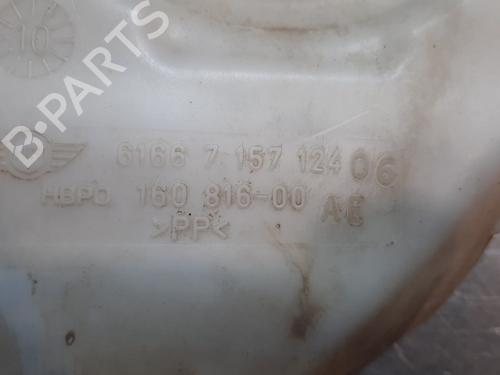 10
B-PARTS
6166 7 157 124 06
HBPO 160 816-00 AE
>PP<